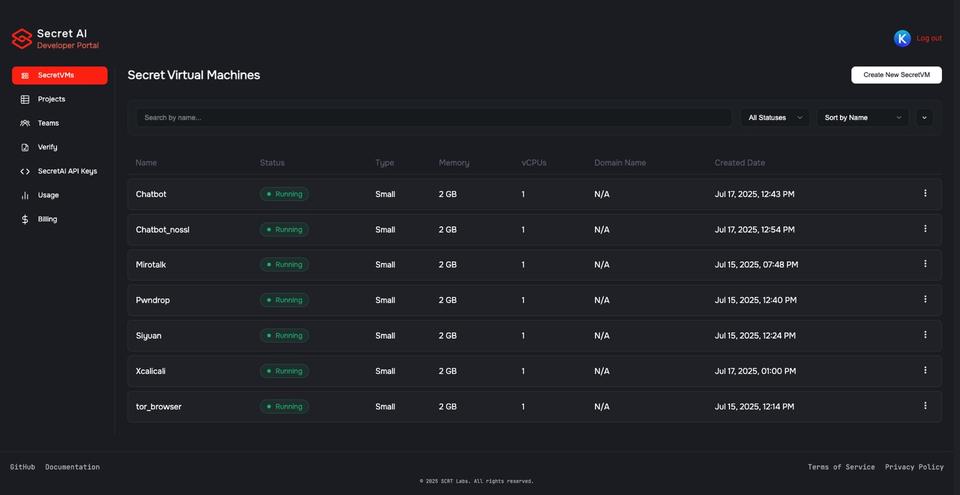 Secret AI
Developer Portal
K
Log out
SecretVMs
Projects
Teams
Verify
SecretAI API Keys
Usage
Billing
Secret Virtual Machines
Create New SecretVM
Search by name...
All Statuses
Sort by Name
Name Status Type Memory vCPUs Domain Name Created Date
Chatbot Running Small 2 GB 1 N/A Jul 17, 2025, 12:43 PM
Chatbot_nossl Running Small 2 GB 1 N/A Jul 17, 2025, 12:54 PM
Mirotalk Running Small 2 GB 1 N/A Jul 15, 2025, 07:48 PM
Pwndrop Running Small 2 GB 1 N/A Jul 15, 2025, 12:40 PM
Siyuan Running Small 2 GB 1 N/A Jul 15, 2025, 12:24 PM
Xcalicali Running Small 2 GB 1 N/A Jul 17, 2025, 01:00 PM
tor_browser Running Small 2 GB 1 N/A Jul 15, 2025, 12:14 PM
GitHub Documentation
Terms of Service Privacy Policy
© 2025 SCRT Labs. All rights reserved.